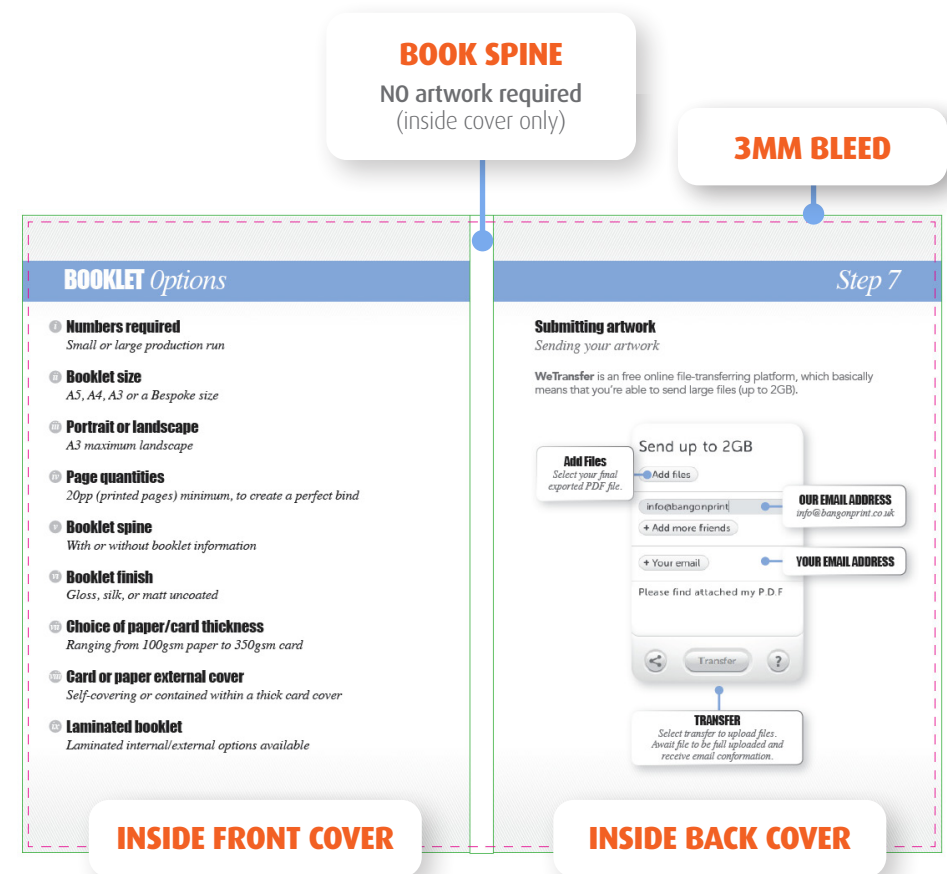 BOOK SPINE
NO artwork required
(inside cover only)
3MM BLEED
BOOKLET Options
i Numbers required
Small or large production run
ii Booklet size
A5, A4, A3 or a Bespoke size
iii Portrait or landscape
A3 maximum landscape
iv Page quantities
20pp (printed pages) minimum, to create a perfect bind
v Booklet spine
With or without booklet information
vi Booklet finish
Gloss, silk, or matt uncoated
vii Choice of paper/card thickness
Ranging from 100gsm paper to 350gsm card
viii Card or paper external cover
Self-covering or contained within a thick card cover
ix Laminated booklet
Laminated internal/external options available
INSIDE FRONT COVER
Step 7
Submitting artwork
Sending your artwork
WeTransfer is an free online file-transferring platform, which basically
means that you're able to send large files (up to 2GB).
Send up to 2GB
Add Files
Select your final
exported PDF file.
Add files
info@bangonprint
OUR EMAIL ADDRESS
info@bangonprint.co.uk
+ Add more friends
+ Your email
YOUR EMAIL ADDRESS
Please find attached my P.D.F
Transfer
?
TRANSFER
Select transfer to upload files.
Await file to be full uploaded and
receive email conformation.
INSIDE BACK COVER